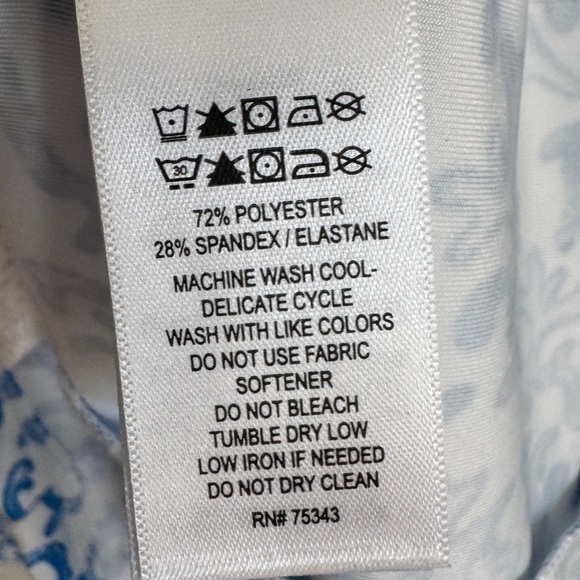 30
72% POLYESTER
28% SPANDEX / ELASTANE
MACHINE WASH COOL-
DELICATE CYCLE
WASH WITH LIKE COLORS
DO NOT USE FABRIC
SOFTENER
DO NOT BLEACH
TUMBLE DRY LOW
LOW IRON IF NEEDED
DO NOT DRY CLEAN
RN# 75343